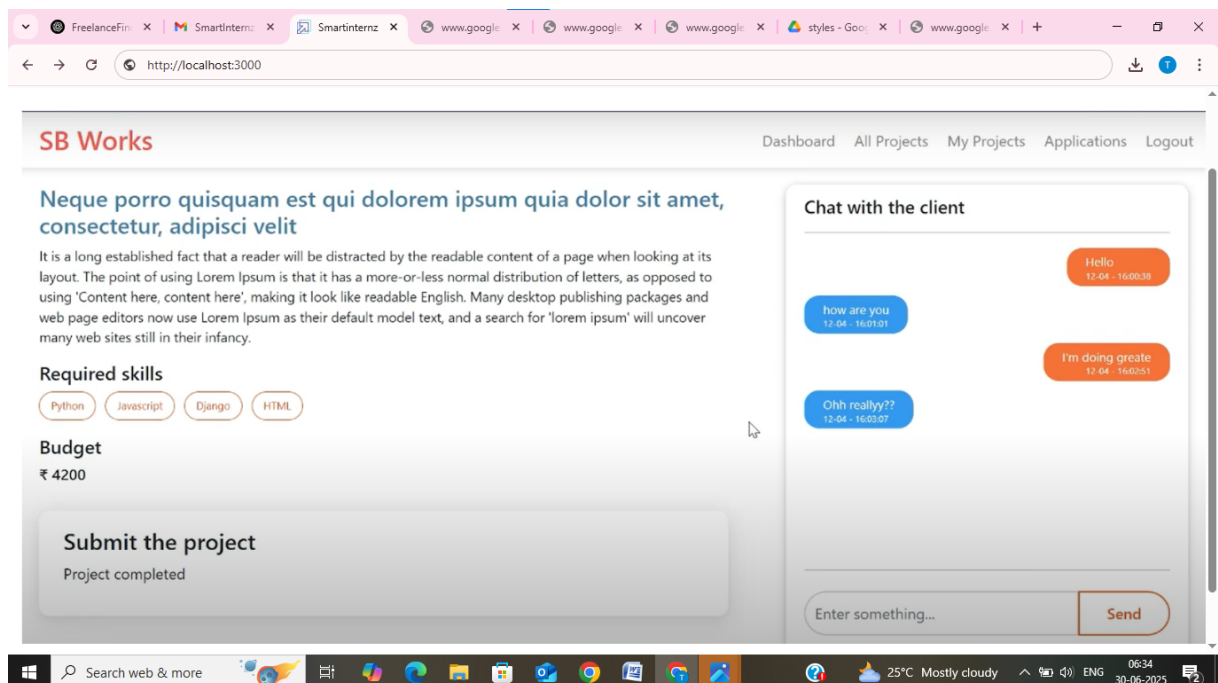 FreelanceFin
SmartInternz
Smartinternz
www.google
www.google
www.google
styles - Goog
www.google
http://localhost:3000
T
SB Works
Dashboard All Projects My Projects Applications Logout
Neque porro quisquam est qui dolorem ipsum quia dolor sit amet,
consectetur, adipisci velit
It is a long established fact that a reader will be distracted by the readable content of a page when looking at its
layout. The point of using Lorem Ipsum is that it has a more-or-less normal distribution of letters, as opposed to
using 'Content here, content here', making it look like readable English. Many desktop publishing packages and
web page editors now use Lorem Ipsum as their default model text, and a search for 'lorem ipsum' will uncover
many web sites still in their infancy.
Required skills
Python Javascript Django HTML
Budget
₹ 4200
Submit the project
Project completed
Chat with the client
Hello
12-04 - 16:00:38
how are you
12-04 - 16:01:01
I'm doing greate
12-04 - 16:02:51
Ohh reallyy??
12-04 - 16:03:07
Enter something...
Send
Search web & more
25°C Mostly cloudy
ENG
06:34
30-06-2025
2